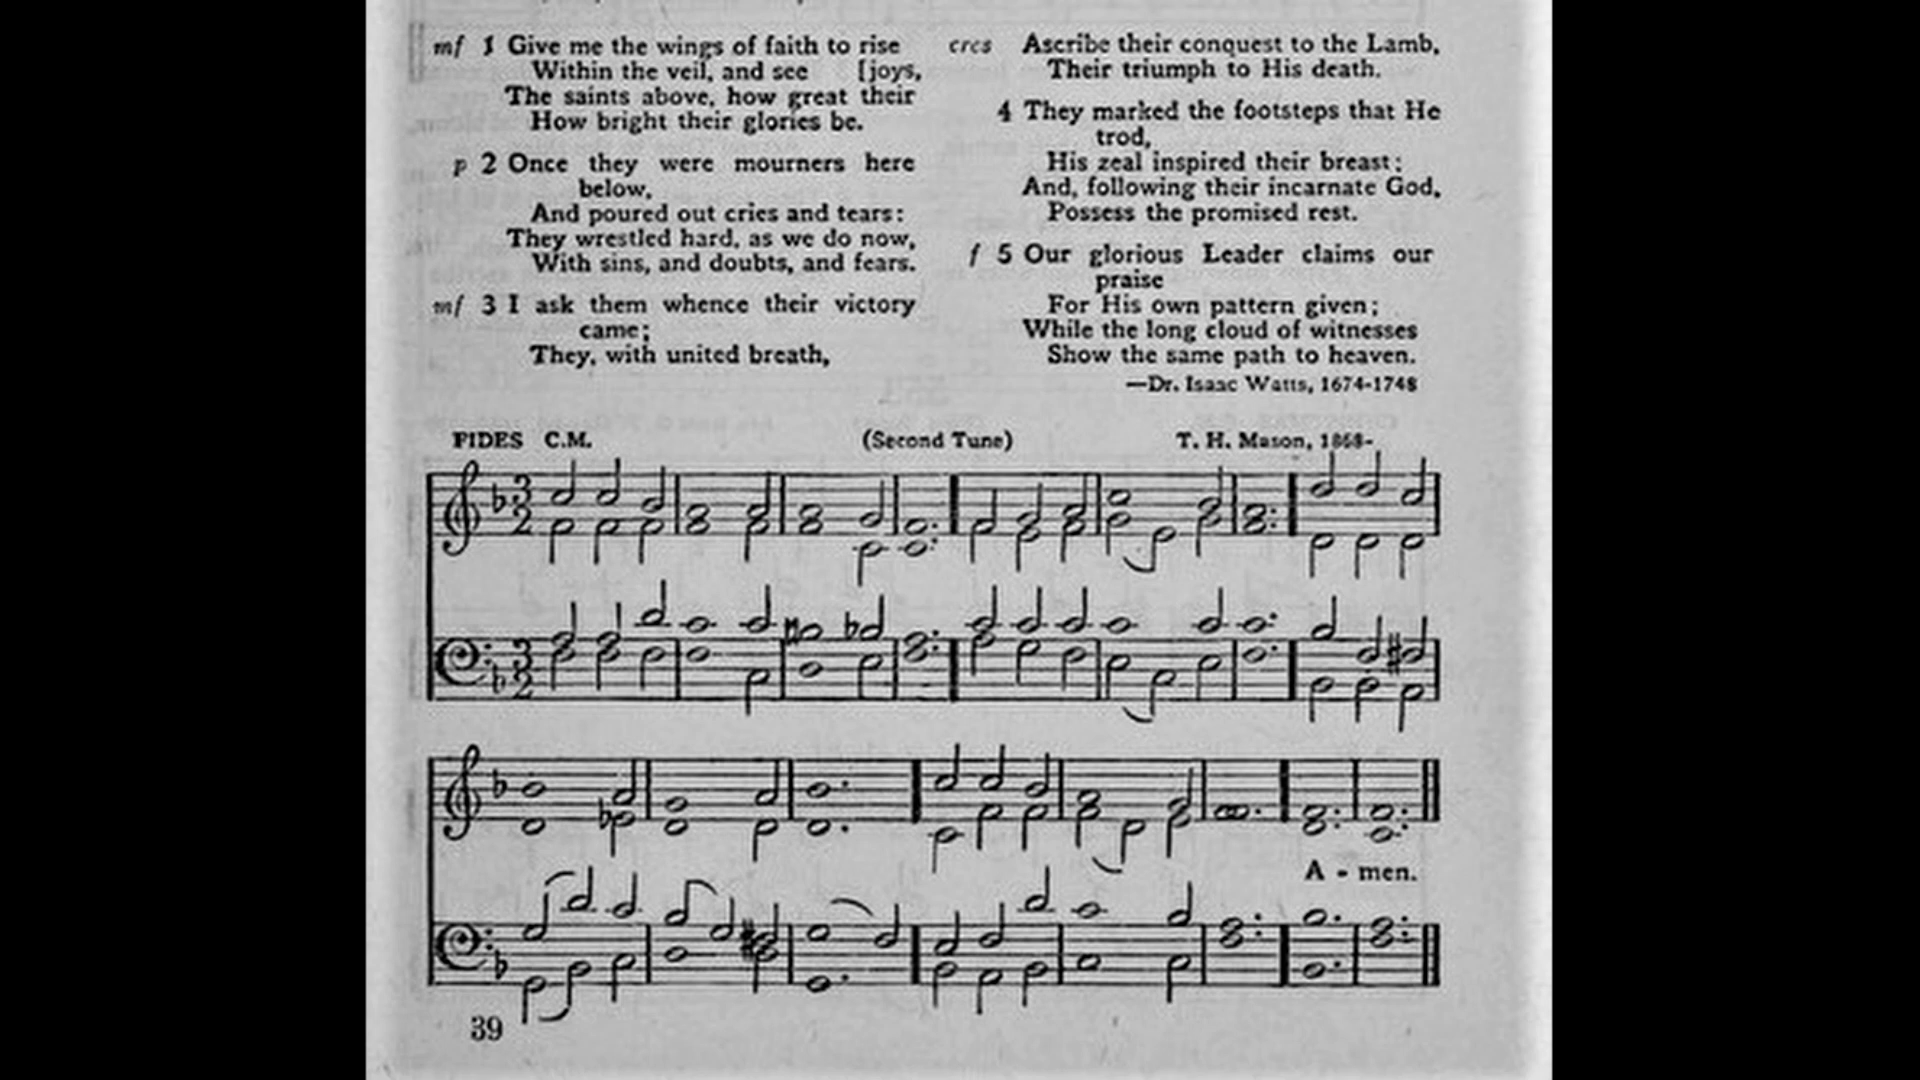 mf 1 Give me the wings of faith to rise
Within the veil, and see [joys,
The saints above, how great their
How bright their glories be.
p 2 Once they were mourners here
below,
And poured out cries and tears:
They wrestled hard, as we do now,
With sins, and doubts, and fears.
mf 3 I ask them whence their victory
came;
They, with united breath,
cres Ascribe their conquest to the Lamb,
Their triumph to His death.
4 They marked the footsteps that He
trod,
His zeal inspired their breast;
And, following their incarnate God,
Possess the promised rest.
f 5 Our glorious Leader claims our
praise
For His own pattern given;
While the long cloud of witnesses
Show the same path to heaven.
—Dr. Isaac Watts, 1674-1748
FIDES C.M. (Second Tune) T. H. Mason, 1868-
3
2
3
2
A - men.
39